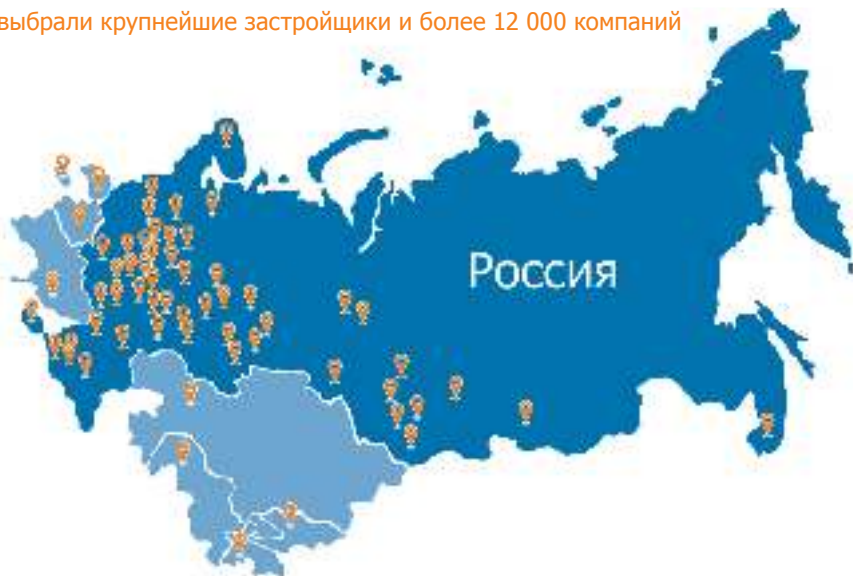 выбрали крупнейшие застройщики и более 12 000 компаний
Россия